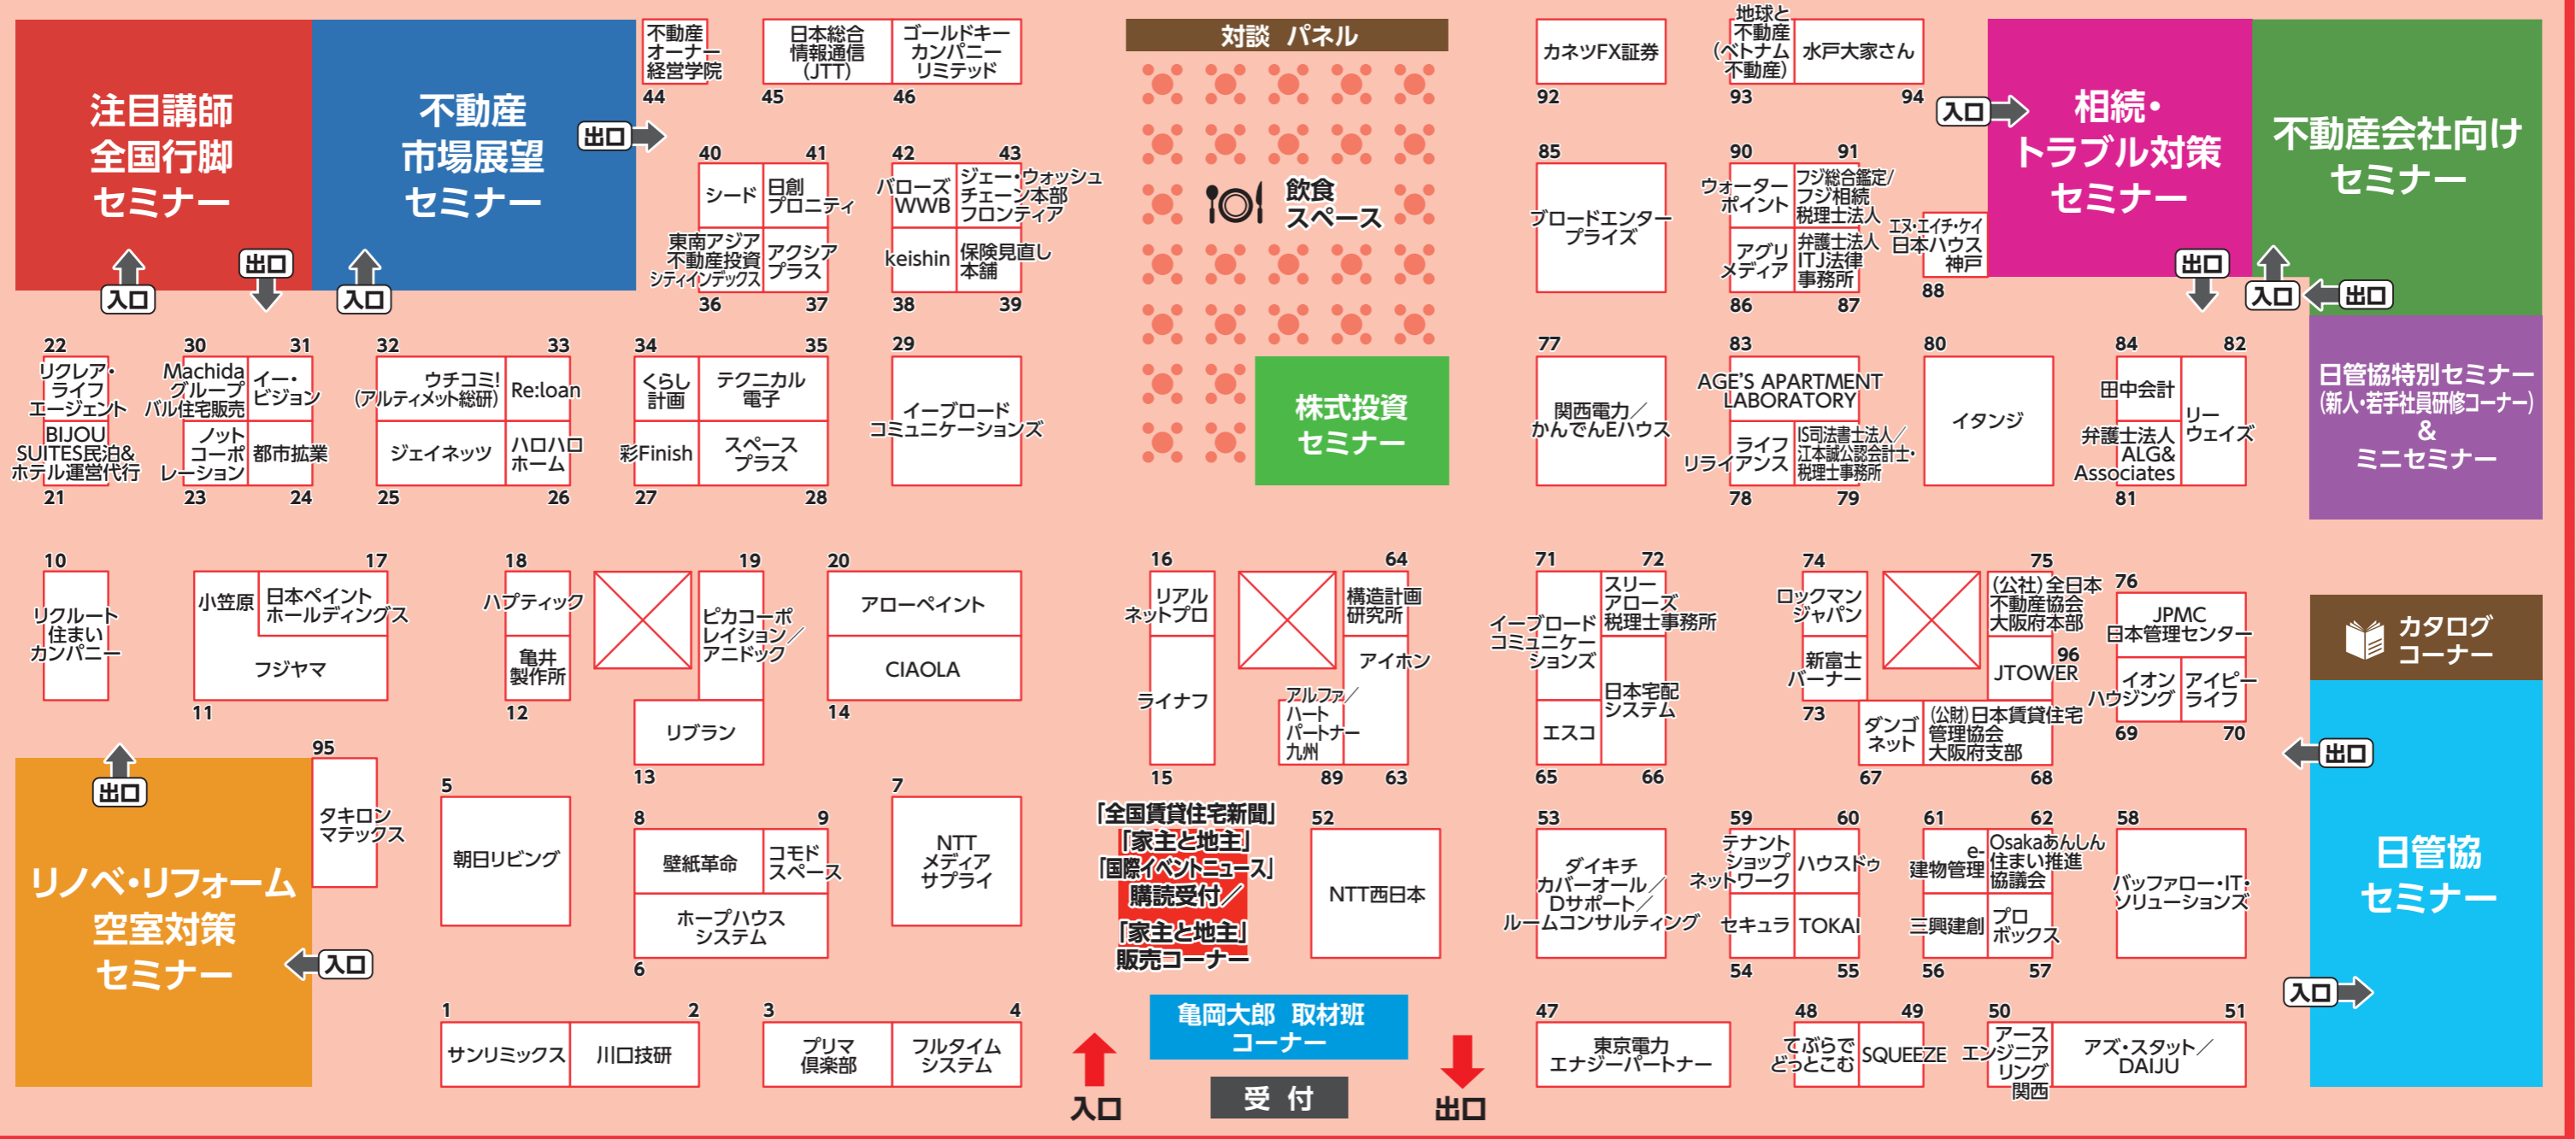 注目講師
全国行脚
セミナー
入口
出口
不動産
市場展望
セミナー
入口
出口
不動産
オーナー
経営学院
44
日本総合
情報通信
(JTT)
45
ゴールドキー
カンパニー
リミテッド
46
対談 パネル
飲食
スペース
株式投資
セミナー
カネツFX証券
92
地球と
不動産
(ベトナム
不動産)
93
水戸大家さん
94
入口
相続・
トラブル対策
セミナー
出口
不動産会社向け
セミナー
入口
出口
日管協特別セミナー
(新人・若手社員研修コーナー)
&
ミニセミナー
40
シード
41
日創
プロニティ
東南アジア
不動産投資
シティインデックス
36
アクシア
プラス
37
42
バローズ
WWB
43
ジェー・ウォッシュ
チェーン本部
フロンティア
keishin
38
保険見直し
本舗
39
85
ブロードエンター
プライズ
90
ウォーター
ポイント
91
フジ総合鑑定/
フジ相続
税理士法人
アグリ
メディア
86
弁護士法人
ITJ法律
事務所
87
エヌ・エイチ・ケイ
日本ハウス
神戸
88
22
リクレア・
ライフ
エージェント
BIJOU
SUITES民泊&
ホテル運営代行
21
30
Machida
グループ
バル住宅販売
31
イー・
ビジョン
ノット
コーポ
レーション
23
都市拡業
24
32
ウチコミ!
(アルティメット総研)
33
Re:loan
ジェイネッツ
25
ハロハロ
ホーム
26
34
くらし
計画
35
テクニカル
電子
彩Finish
27
スペース
プラス
28
29
イーブロード
コミュニケーションズ
77
関西電力/
かんでんEハウス
83
AGE'S APARTMENT
LABORATORY
ライフ
リライアンス
78
IS司法書士法人/
江本誠公認会計士・
税理士事務所
79
80
イタンジ
84
田中会計
82
リー
ウェイズ
弁護士法人
ALG&
Associates
81
10
リクルート
住まい
カンパニー
小笠原
17
日本ペイント
ホールディングス
フジヤマ
11
18
ハプティック
亀井
製作所
12
19
ピカコーポ
レイション/
アニドック
リブラン
13
20
アローペイント
CIAOLA
14
16
リアル
ネットプロ
ライナフ
15
64
構造計画
研究所
アイホン
63
アルファ/
ハート
パートナー
九州
89
71
イーブロード
コミュニケー
ションズ
72
スリー
アローズ
税理士事務所
エスコ
65
日本宅配
システム
66
74
ロックマン
ジャパン
新富士
バーナー
73
75
(公社)全日本
不動産協会
大阪府本部
96
JTOWER
ダンゴ
ネット
67
(公財)日本賃貸住宅
管理協会
大阪府支部
68
76
JPMC
日本管理センター
イオン
ハウジング
69
アイピー
ライフ
70
カタログ
コーナー
出口
日管協
セミナー
入口
出口
リノベ・リフォーム
空室対策
セミナー
入口
95
タキロン
マテックス
5
朝日リビング
8
壁紙革命
9
コモド
スペース
ホープハウス
システム
6
7
NTT
メディア
サプライ
「全国賃貸住宅新聞」
「家主と地主」
「国際イベントニュース」
購読受付/
「家主と地主」
販売コーナー
52
NTT西日本
53
ダイキチ
カバーオール/
Dサポート/
ルームコンサルティング
59
テナント
ショップ
ネットワーク
60
ハウスドゥ
セキュラ
54
TOKAI
55
61
e-
建物管理
62
Osakaあんしん
住まい推進
協議会
三興建創
56
プロ
ボックス
57
58
バッファロー・IT・
ソリューションズ
1
サンリミックス
2
川口技研
3
プリマ
倶楽部
4
フルタイム
システム
入口
亀岡大郎 取材班
コーナー
受 付
出口
47
東京電力
エナジーパートナー
48
てぶらで
どっとこむ
49
SQUEEZE
50
アース
エンジニア
リング
関西
51
アズ・スタット/
DAIJU